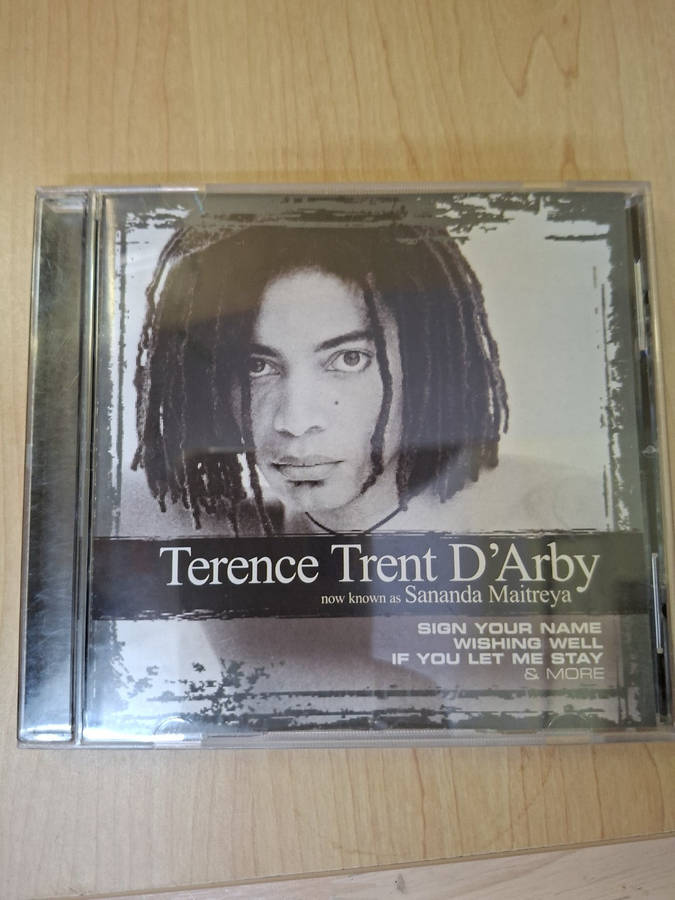 Terence Trent D'Arby
now known as Sananda Maitreya
SIGN YOUR NAME
WISHING WELL
IF YOU LET ME STAY
& MORE